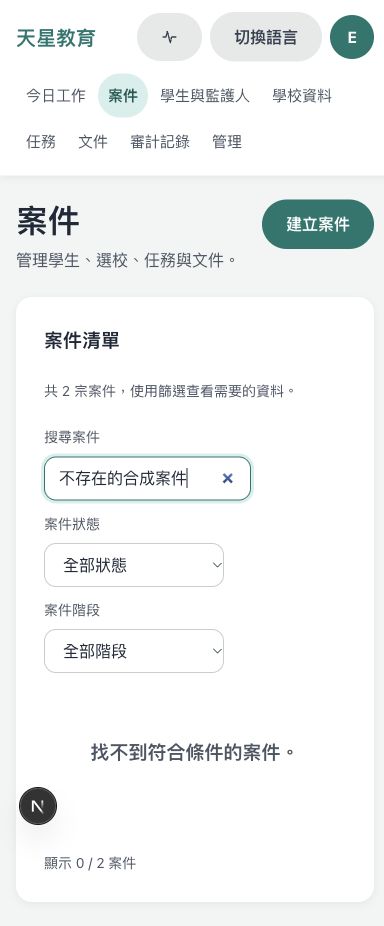 天星教育
切換語言
E
今日工作
案件
學生與監護人
學校資料
任務
文件
審計記錄
管理
案件
建立案件
管理學生、選校、任務與文件。
案件清單
共 2 宗案件，使用篩選查看需要的資料。
搜尋案件
不存在的合成案件
案件狀態
全部狀態
案件階段
全部階段
找不到符合條件的案件。
N
顯示 0 / 2 案件